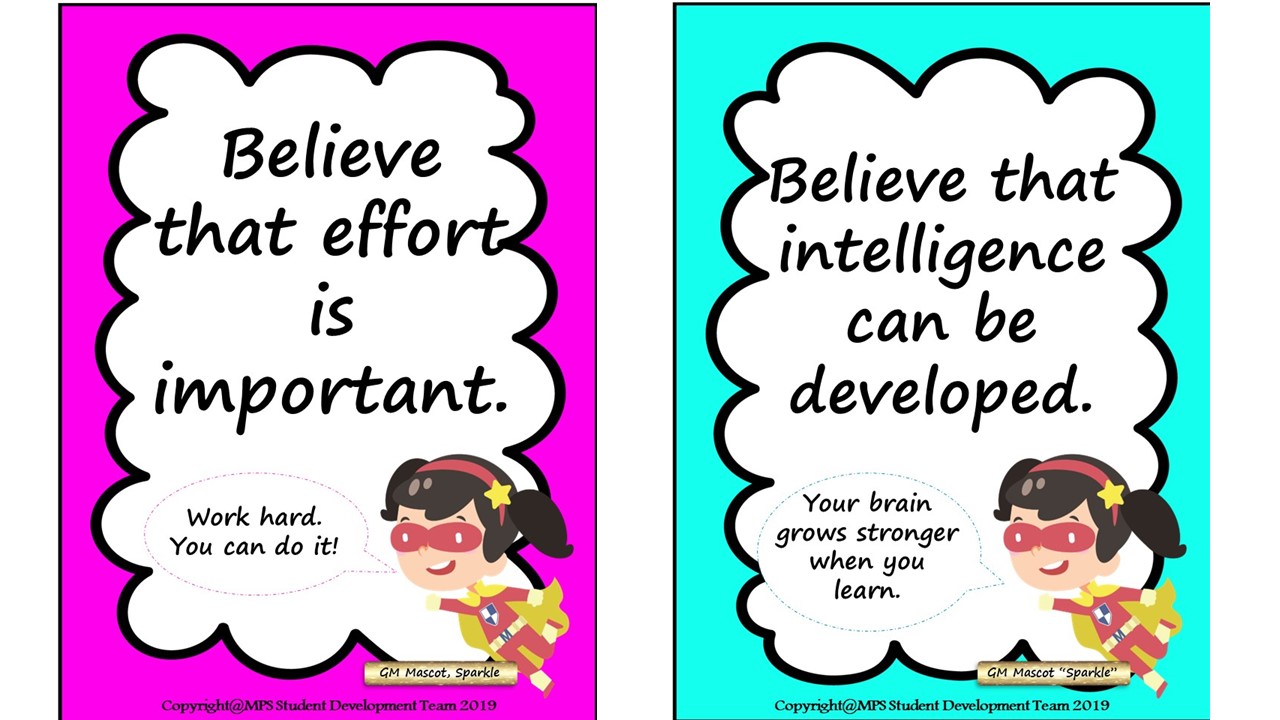 Believe
that effort
is
important.
Work hard.
You can do it!
M
GM Mascot, Sparkle
Copyright@MPS Student Development Team 2019
Believe that
intelligence
can be
developed.
Your brain
grows stronger
when you
learn.
M
GM Mascot “Sparkle”
Copyright@MPS Student Development Team 2019